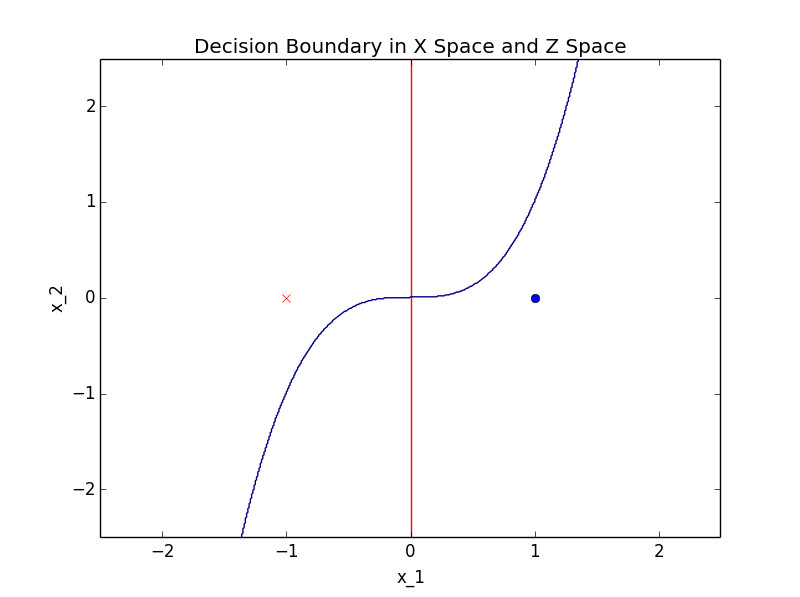 Decision Boundary in X Space and Z Space
2
1
0
−1
−2
x_2
−2 −1 0 1 2
x_1